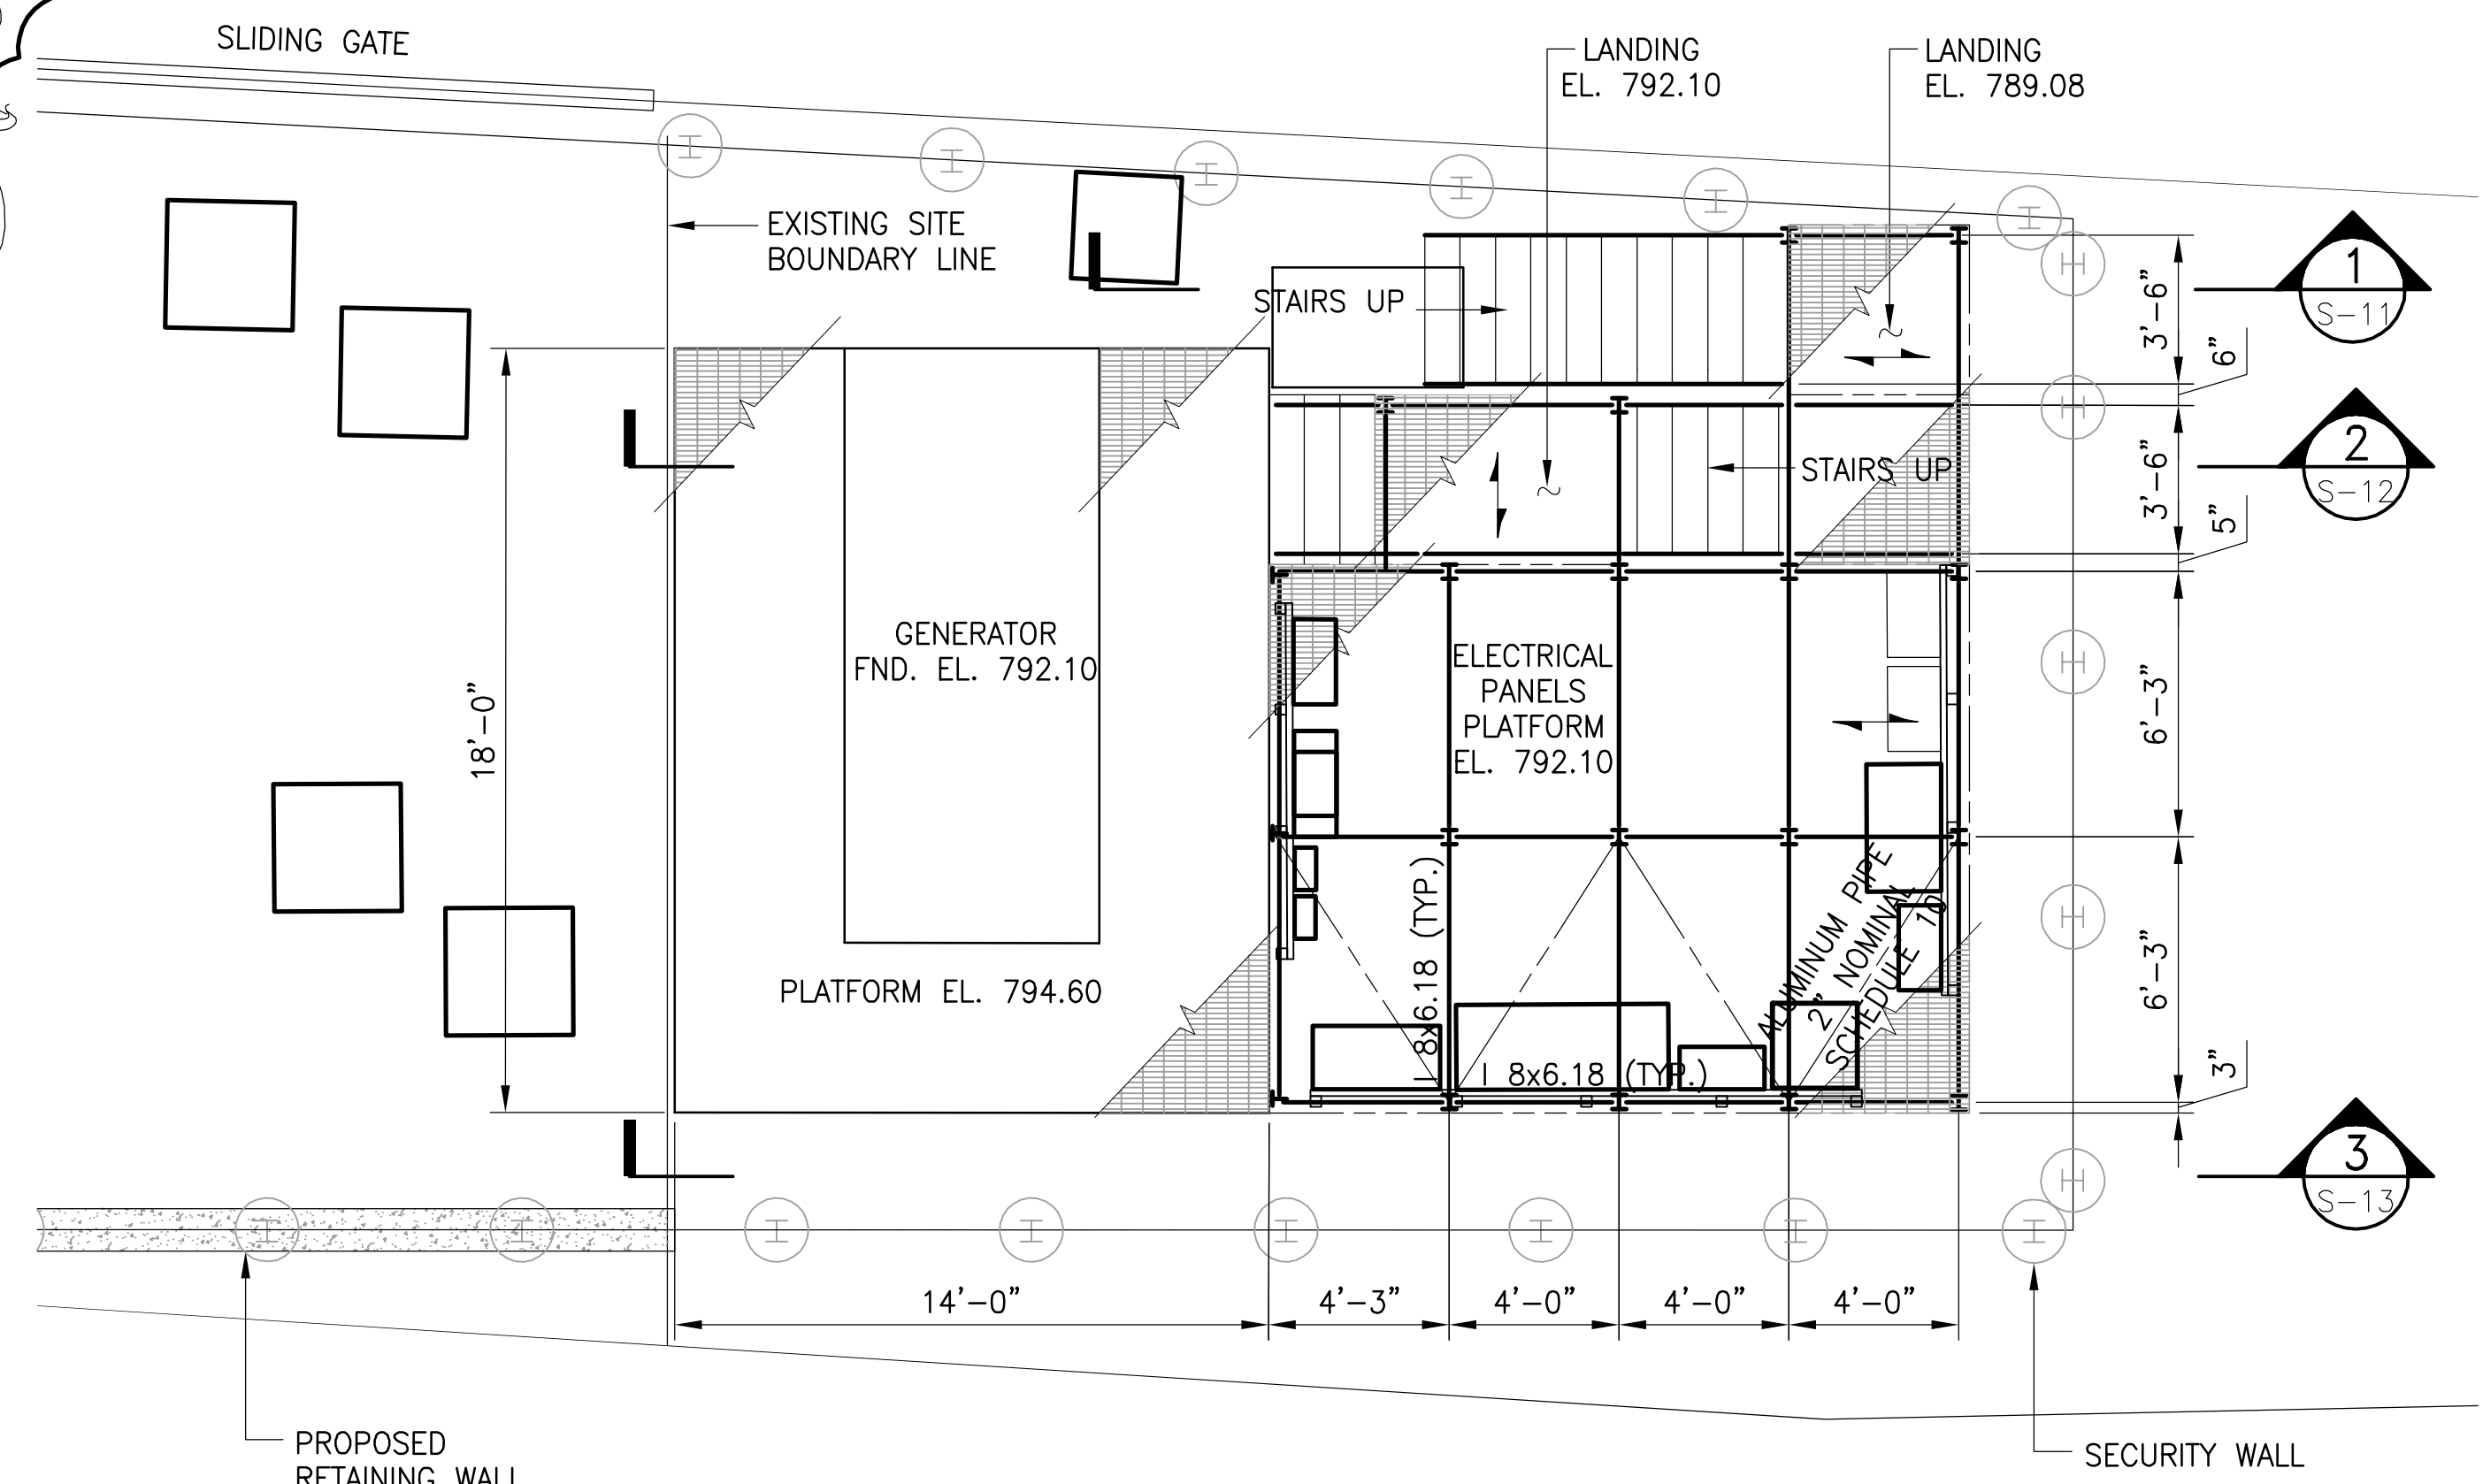 SLIDING GATE
LANDING
EL. 792.10
LANDING
EL. 789.08
EXISTING SITE
BOUNDARY LINE
STAIRS UP
STAIRS UP
1
S-11
2
S-12
3'-6"
6"
3'-6"
5"
6'-3"
6'-3"
3"
18'-0"
GENERATOR
FND. EL. 792.10
ELECTRICAL
PANELS
PLATFORM
EL. 792.10
PLATFORM EL. 794.60
I 8x6.18 (TYP.)
I 8x6.18 (TYP.)
ALUMINUM PIPE
2" NOMINAL
SCHEDULE 10
3
S-13
14'-0"
4'-3"
4'-0"
4'-0"
4'-0"
PROPOSED
RETAINING WALL
SECURITY WALL